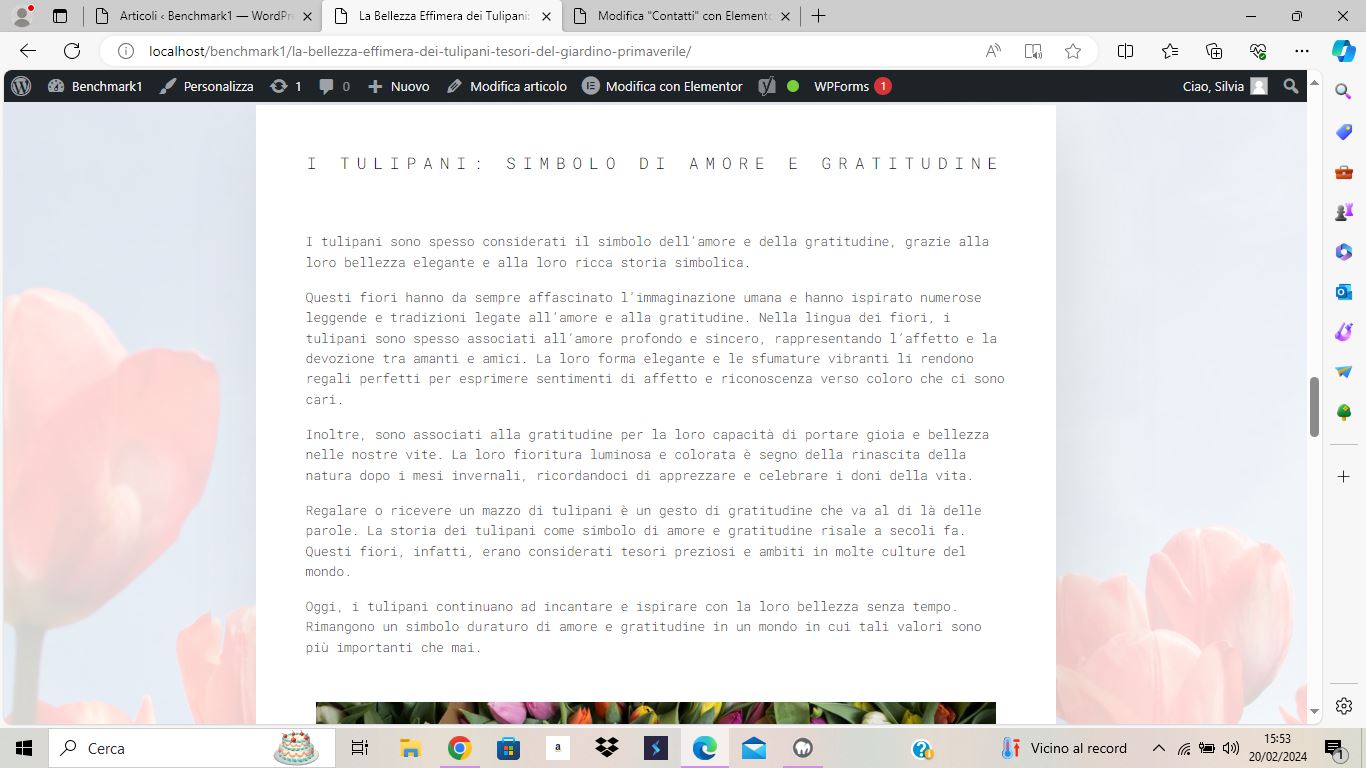 Articoli ‹ Benchmark1 — WordPr
La Bellezza Effimera dei Tulipani:
Modifica "Contatti" con Elemento
localhost/benchmark1/la-bellezza-effimera-dei-tulipani-tesori-del-giardino-primaverile/
Benchmark1 Personalizza 1 0 Nuovo Modifica articolo Modifica con Elementor WPForms 1 Ciao, Silvia
I TULIPANI: SIMBOLO DI AMORE E GRATITUDINE
I tulipani sono spesso considerati il simbolo dell'amore e della gratitudine, grazie alla
loro bellezza elegante e alla loro ricca storia simbolica.
Questi fiori hanno da sempre affascinato l'immaginazione umana e hanno ispirato numerose
leggende e tradizioni legate all'amore e alla gratitudine. Nella lingua dei fiori, i
tulipani sono spesso associati all'amore profondo e sincero, rappresentando l'affetto e la
devozione tra amanti e amici. La loro forma elegante e le sfumature vibranti li rendono
regali perfetti per esprimere sentimenti di affetto e riconoscenza verso coloro che ci sono
cari.
Inoltre, sono associati alla gratitudine per la loro capacità di portare gioia e bellezza
nelle nostre vite. La loro fioritura luminosa e colorata è segno della rinascita della
natura dopo i mesi invernali, ricordandoci di apprezzare e celebrare i doni della vita.
Regalare o ricevere un mazzo di tulipani è un gesto di gratitudine che va al di là delle
parole. La storia dei tulipani come simbolo di amore e gratitudine risale a secoli fa.
Questi fiori, infatti, erano considerati tesori preziosi e ambiti in molte culture del
mondo.
Oggi, i tulipani continuano ad incantare e ispirare con la loro bellezza senza tempo.
Rimangono un simbolo duraturo di amore e gratitudine in un mondo in cui tali valori sono
più importanti che mai.
Cerca
a
Vicino al record
15:53
20/02/2024
1